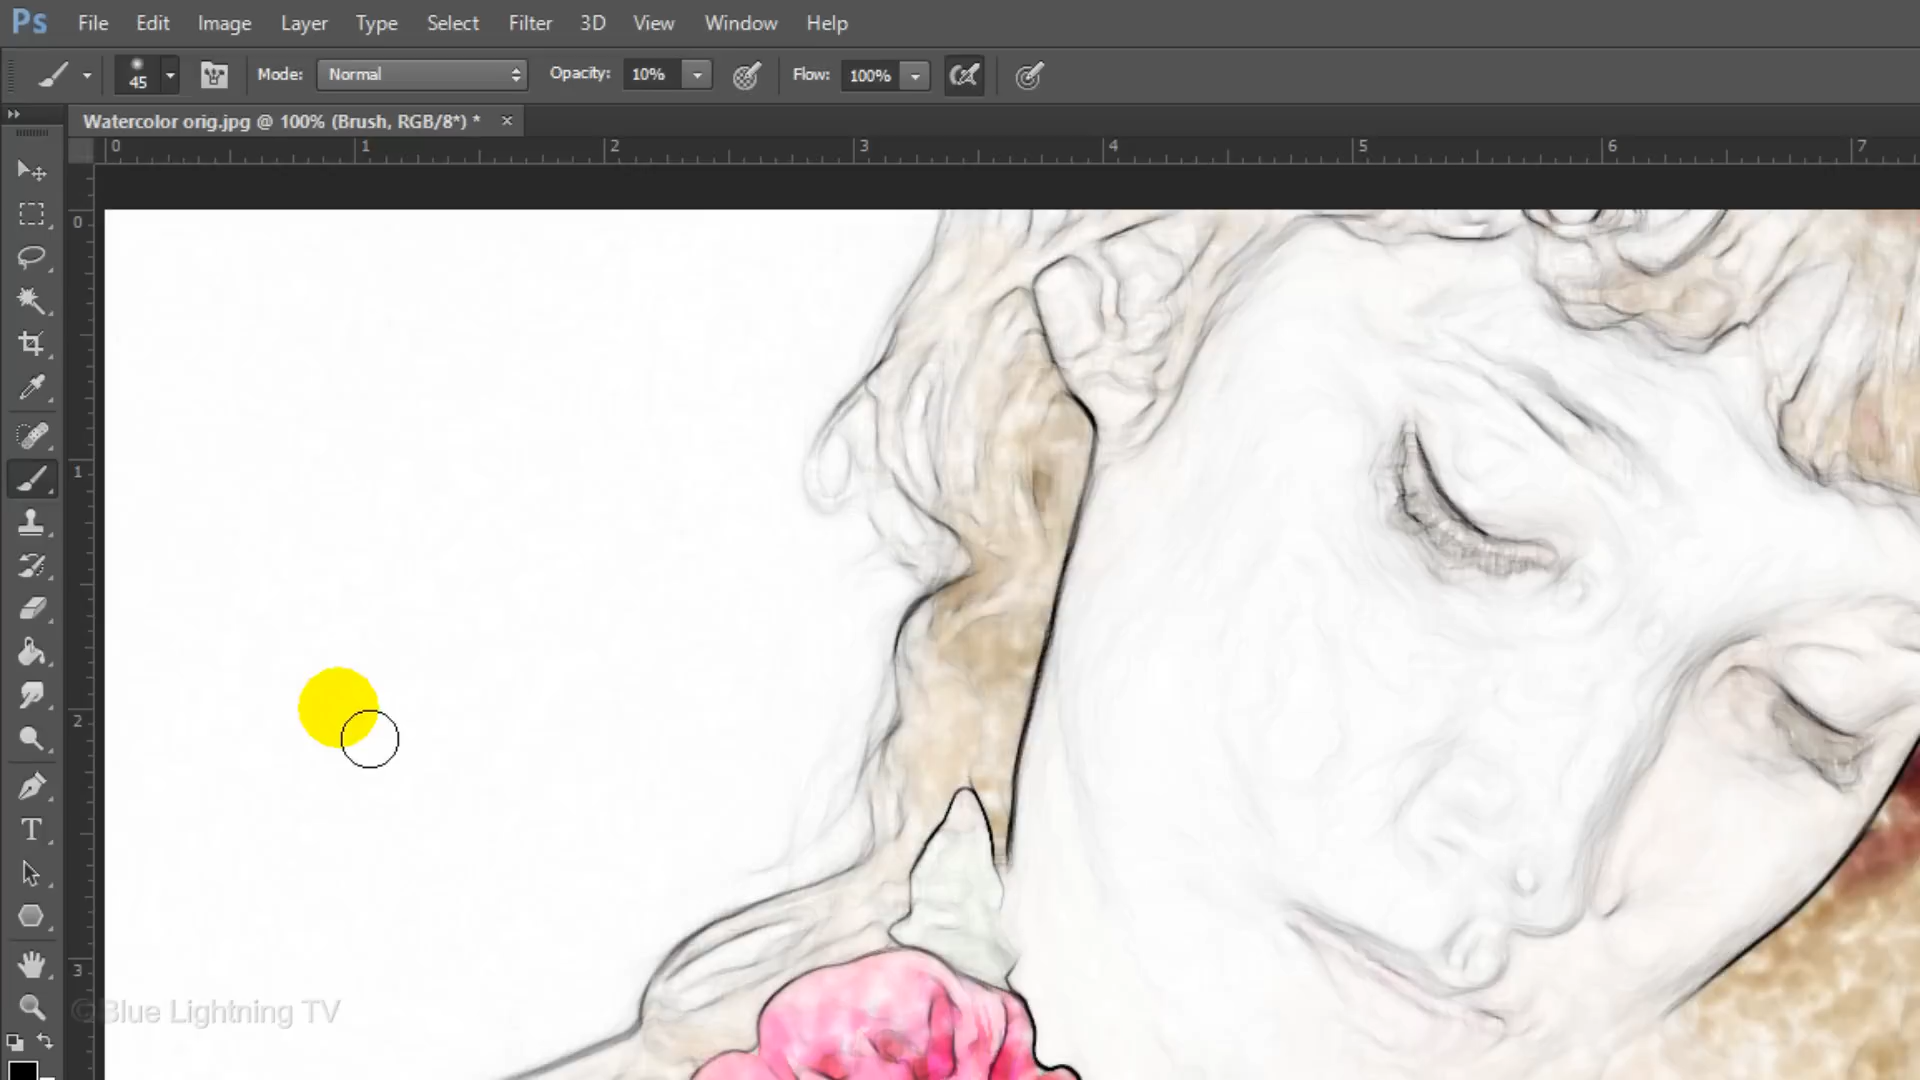 Ps File Edit Image Layer Type Select Filter 3D View Window Help
45 Mode: Normal Opacity: 10% Flow: 100%
Watercolor orig.jpg @ 100% (Brush, RGB/8*) * ×
0 1 2 3 4 5 6 7
0
1
2
3
T
©Blue Lightning TV